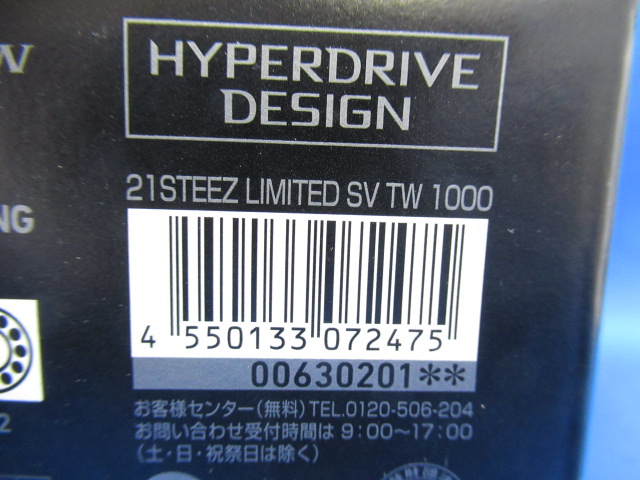 W
HYPERDRIVE
DESIGN
21STEEZ LIMITED SV TW 1000
NG
4 550133 072475
00630201**
2
お客様センター(無料)TEL.0120-506-204
お問い合わせ受付時間は 9:00〜17:00
(土・日・祝祭日は除く)